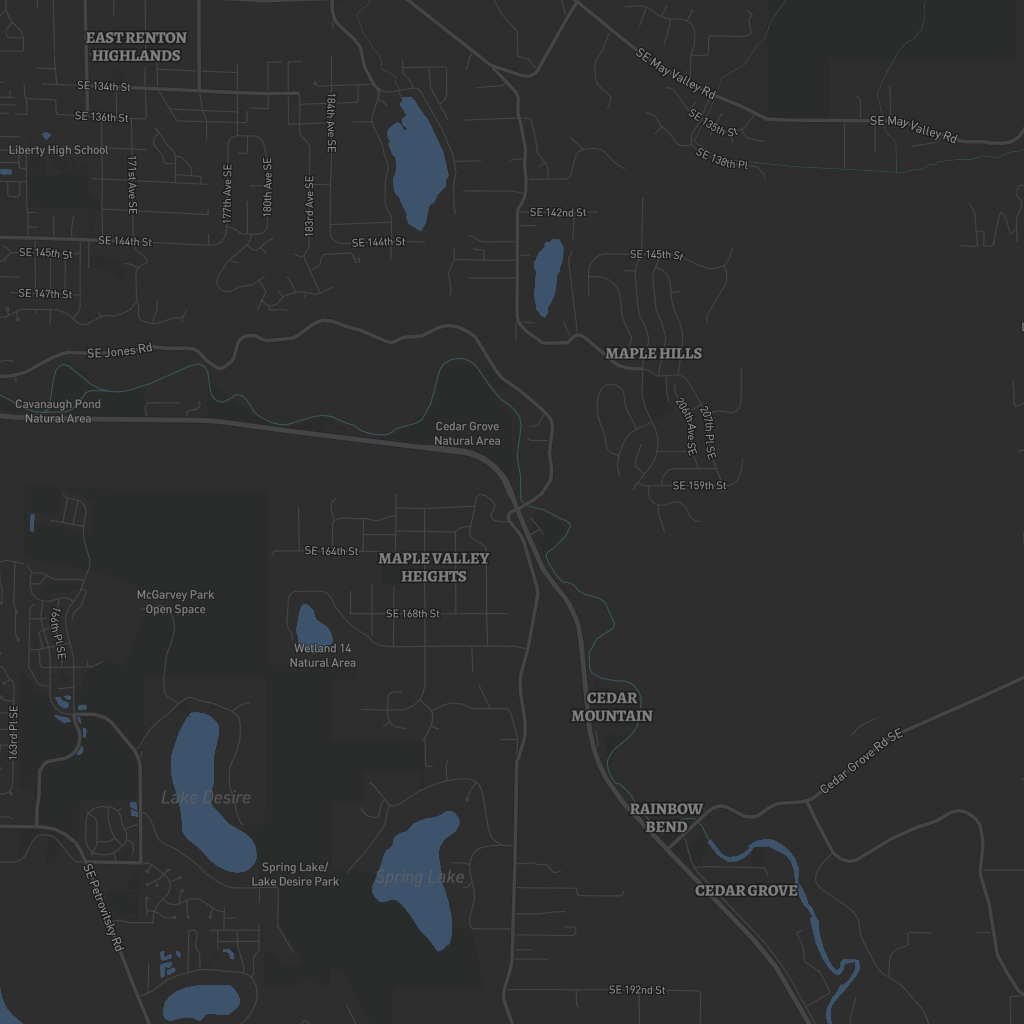 EAST RENTON
HIGHLANDS
SE May Valley Rd
SE 134th St
184th Ave SE
SE 136th St
SE 135th St
SE May Valley Rd
Liberty High School
SE 138th Pl
171st Ave SE
177th Ave SE
180th Ave SE
183rd Ave SE
SE 142nd St
SE 144th St
SE 144th St
SE 145th St
SE 145th St
SE 147th St
SE Jones Rd
MAPLE HILLS
Cavanaugh Pond
Natural Area
206th Ave SE
207th Pl SE
Cedar Grove
Natural Area
SE 159th St
SE 164th St
MAPLE VALLEY
HEIGHTS
McGarvey Park
Open Space
SE 168th St
166th Pl SE
Wetland 14
Natural Area
163rd Pl SE
CEDAR
MOUNTAIN
Cedar Grove Rd SE
Lake Desire
RAINBOW
BEND
Spring Lake/
Lake Desire Park
Spring Lake
CEDAR GROVE
SE Petrovitsky Rd
SE 192nd St